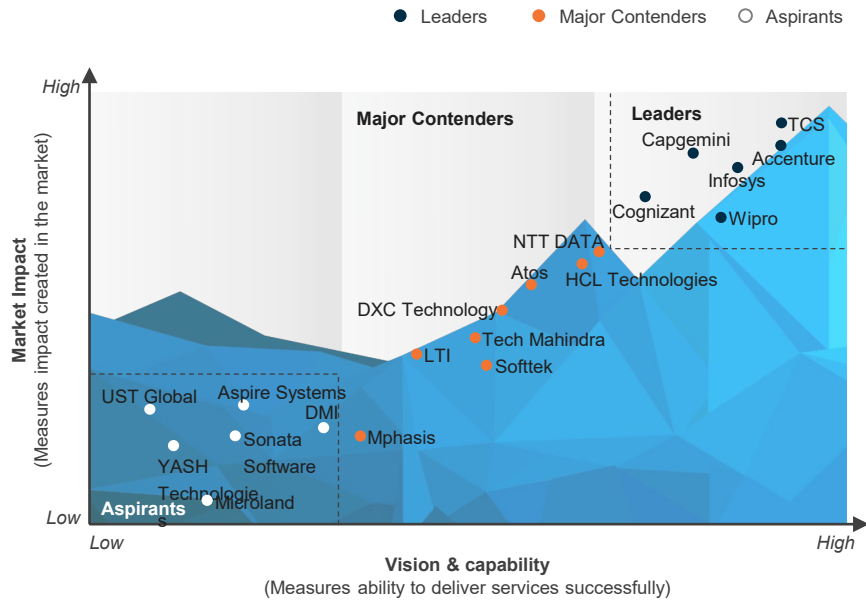 Leaders
Major Contenders
Aspirants
High
Major Contenders
Leaders
TCS
Capgemini
Accenture
Infosys
Cognizant
Wipro
NTT DATA
Atos
HCL Technologies
DXC Technology
Tech Mahindra
LTI
Softtek
UST Global
Aspire Systems
DMI
Mphasis
Sonata
Software
YASH
Technologie
s
Microland
Aspirants
Market Impact
(Measures impact created in the market)
Low
Low
High
Vision & capability
(Measures ability to deliver services successfully)